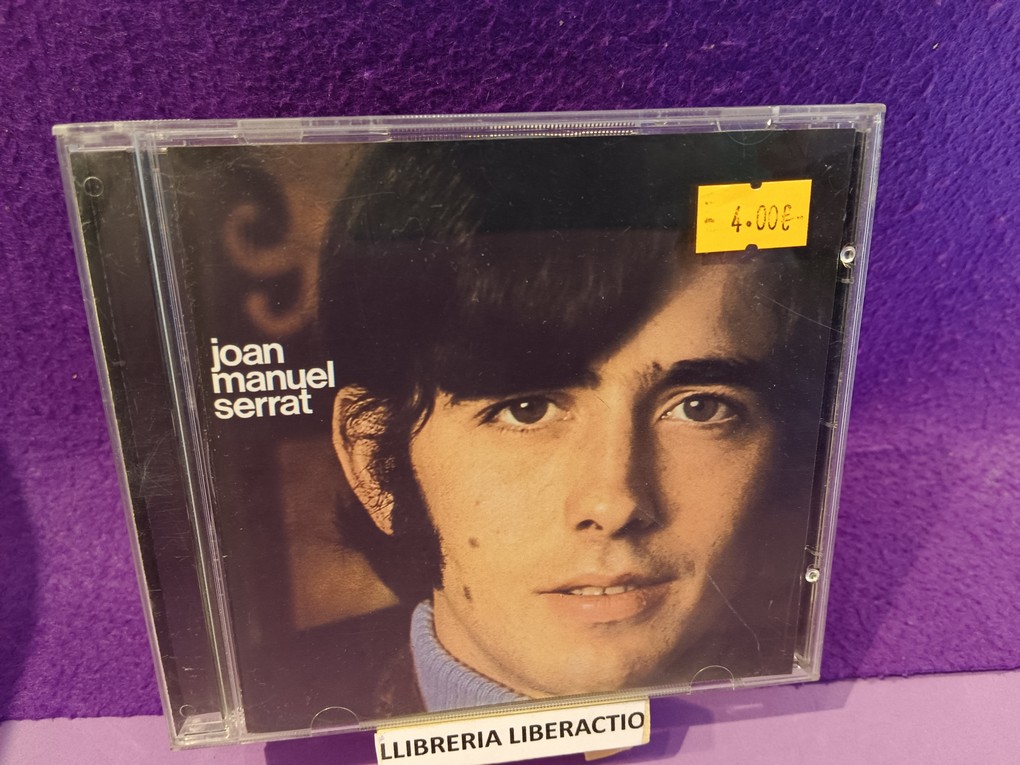 4.00€
joan
manuel
serrat
LLIBRERIA LIBERACTIO